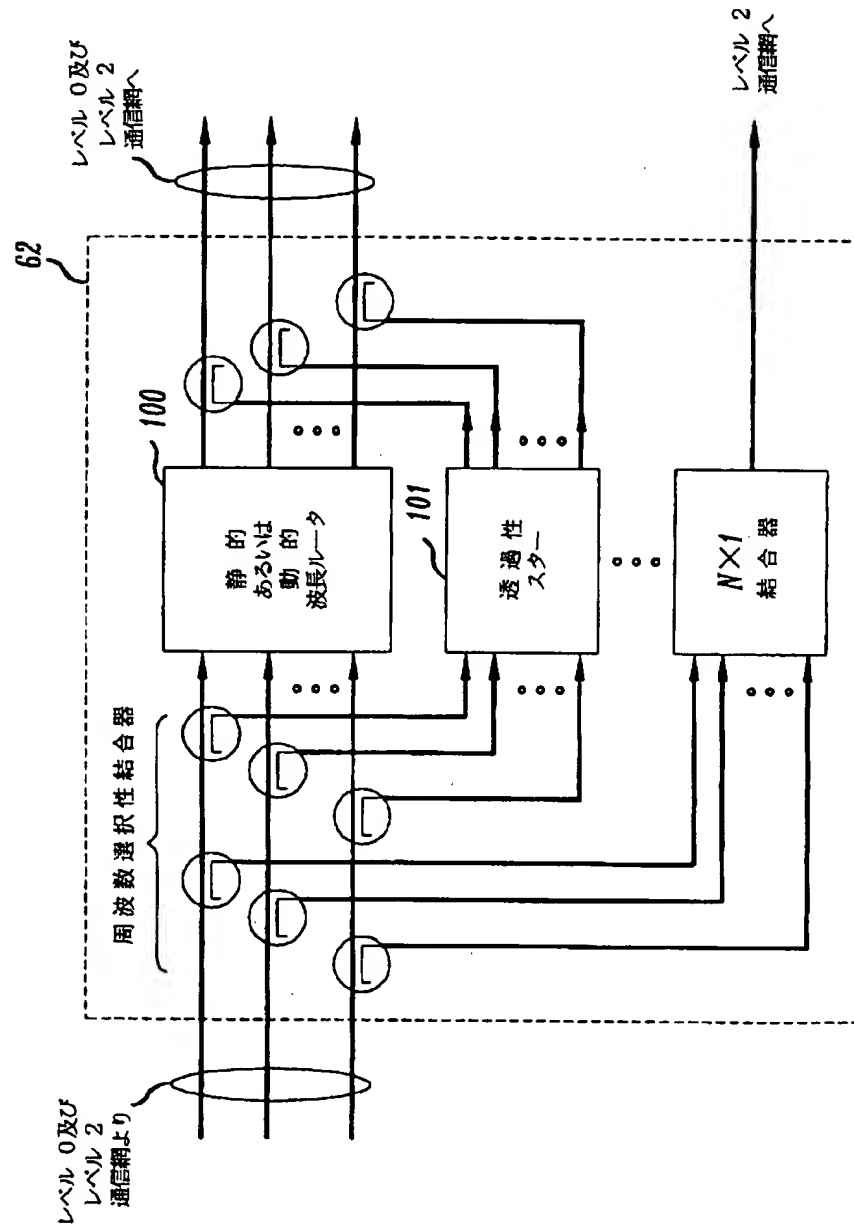 62
レベル 0及び
レベル 2
通信網より
周波数選択性結合器
100
静 的
あるいは
動 的
波長ルータ
レベル 0及び
レベル 2
通信網へ
101
透 過 性
スター
N×1
結 合 器
レベル 2
通信網へ